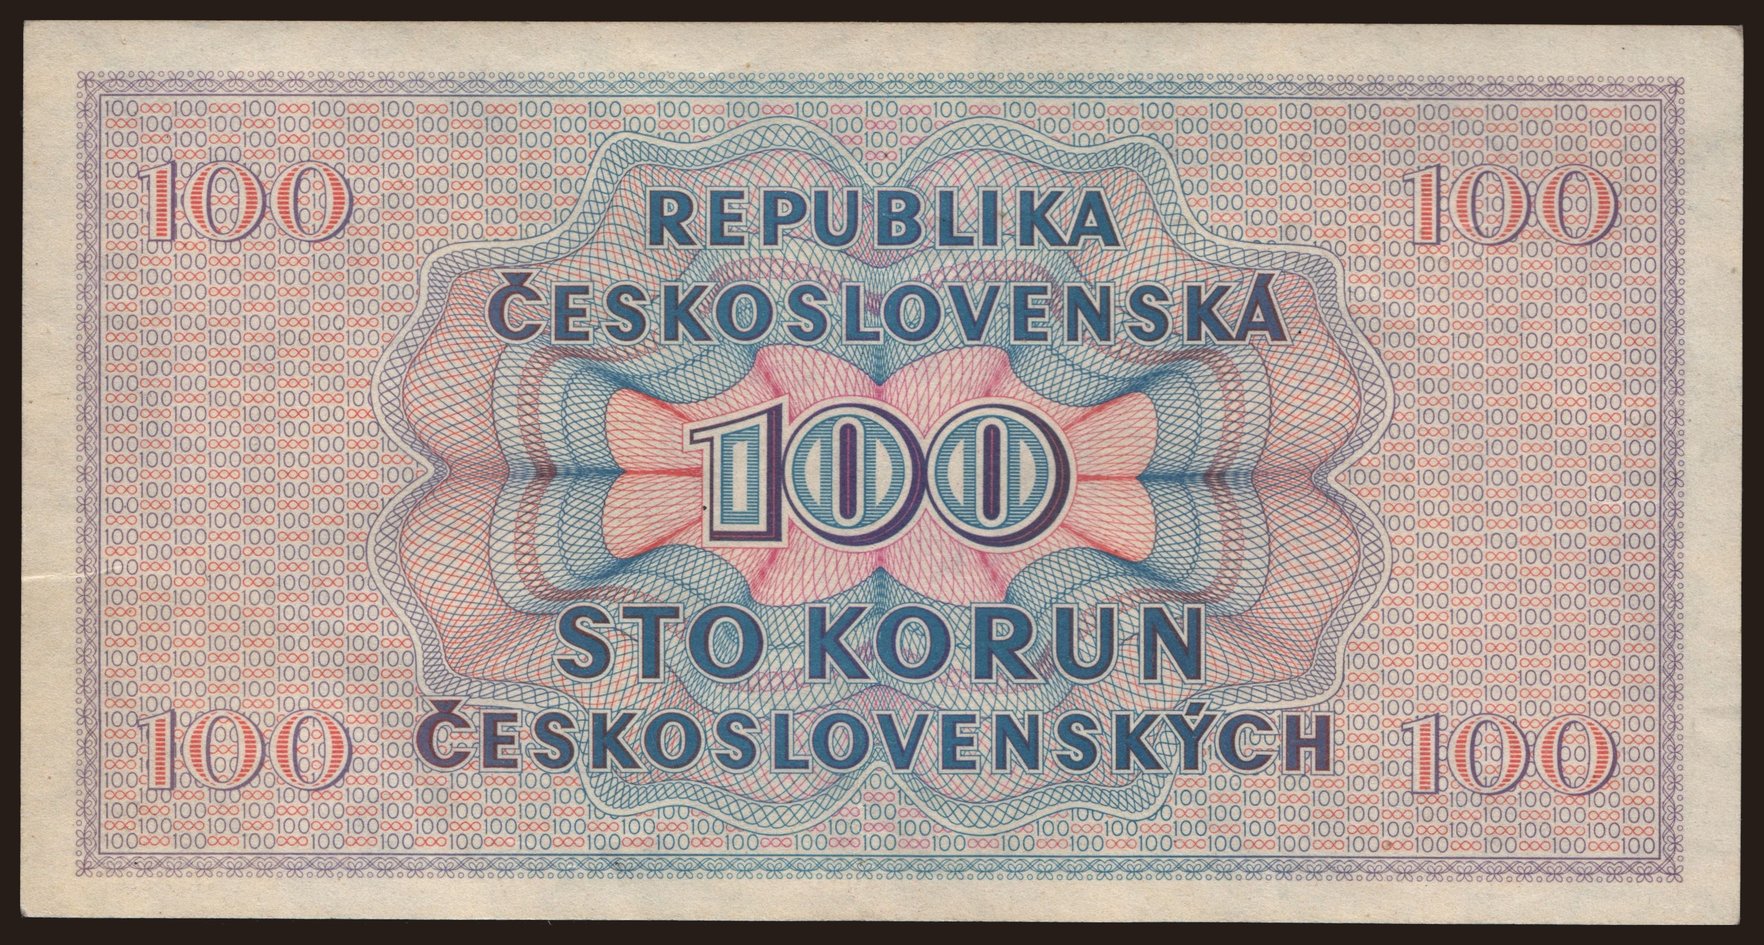 100 100
REPUBLIKA
ČESKOSLOVENSKÁ
100
STO KORUN
ČESKOSLOVENSKÝCH
100 100